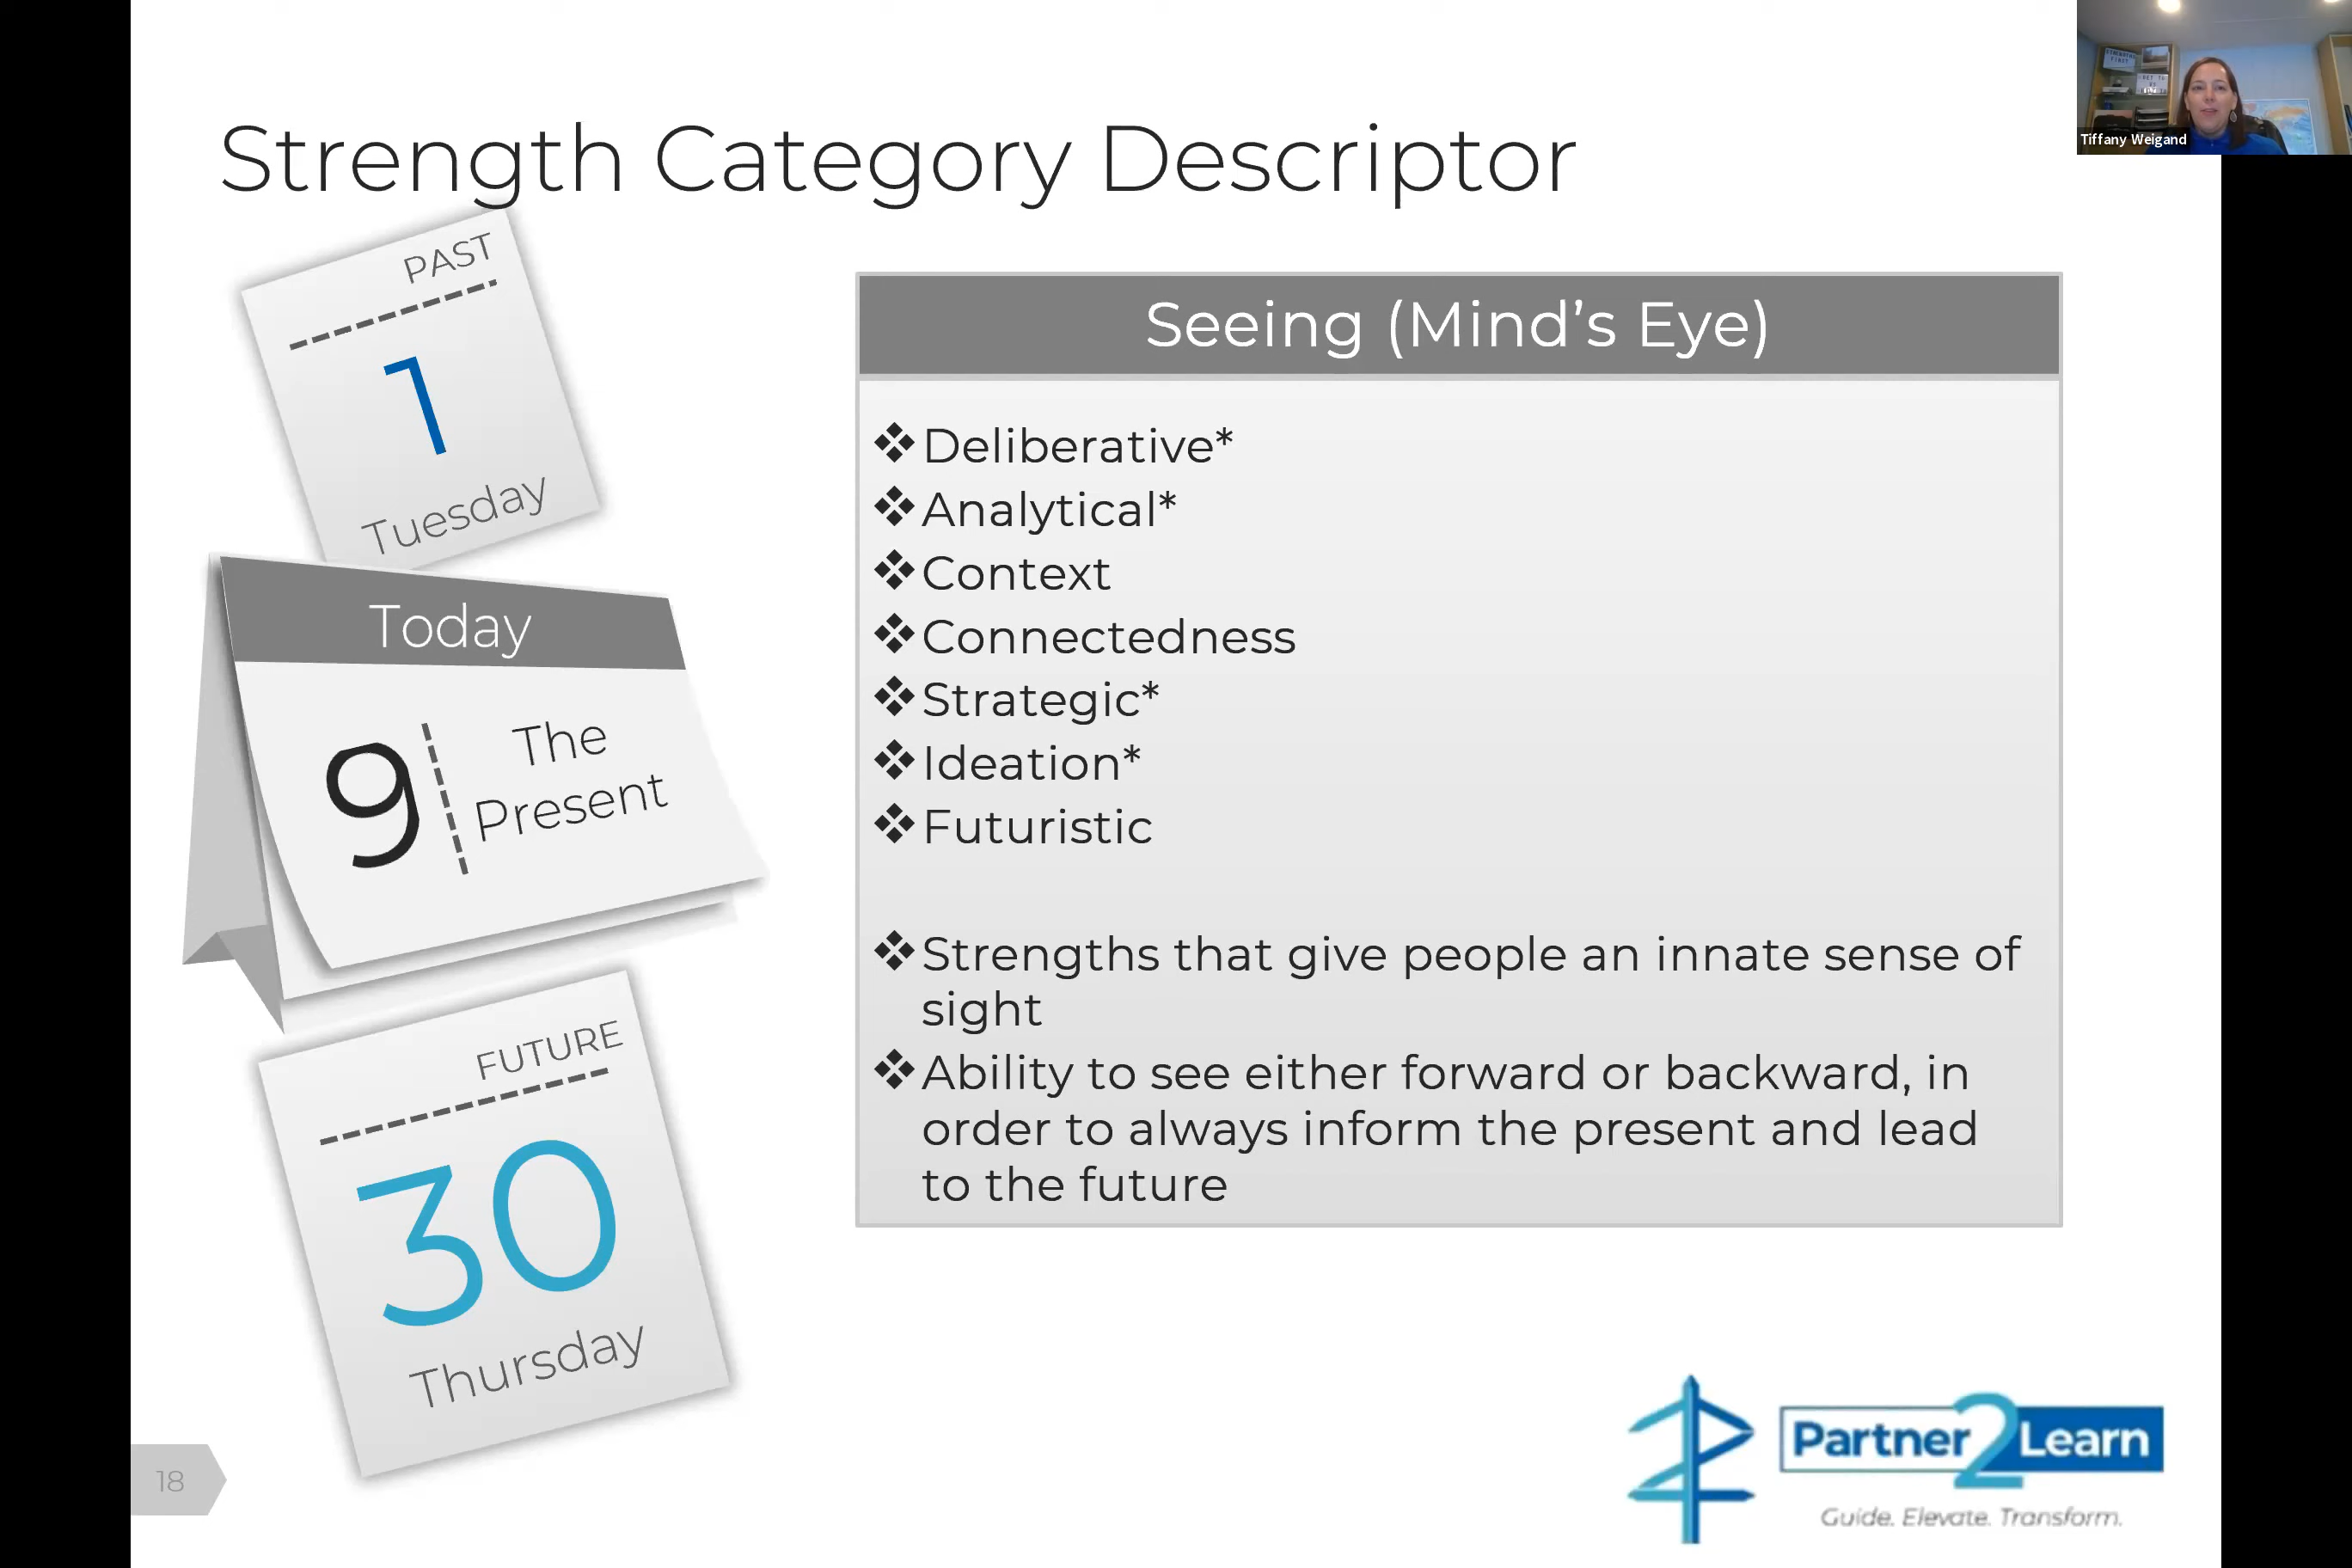 Strength Category Descriptor
PAST
1
Tuesday
Today
9
The
Present
FUTURE
30
Thursday
Seeing (Mind's Eye)
❖Deliberative*
❖Analytical*
❖Context
❖Connectedness
❖Strategic*
❖Ideation*
❖Futuristic
❖Strengths that give people an innate sense of
sight
❖Ability to see either forward or backward, in
order to always inform the present and lead
to the future
18
Partner2Learn
Guide. Elevate. Transform.
Tiffany Weigand